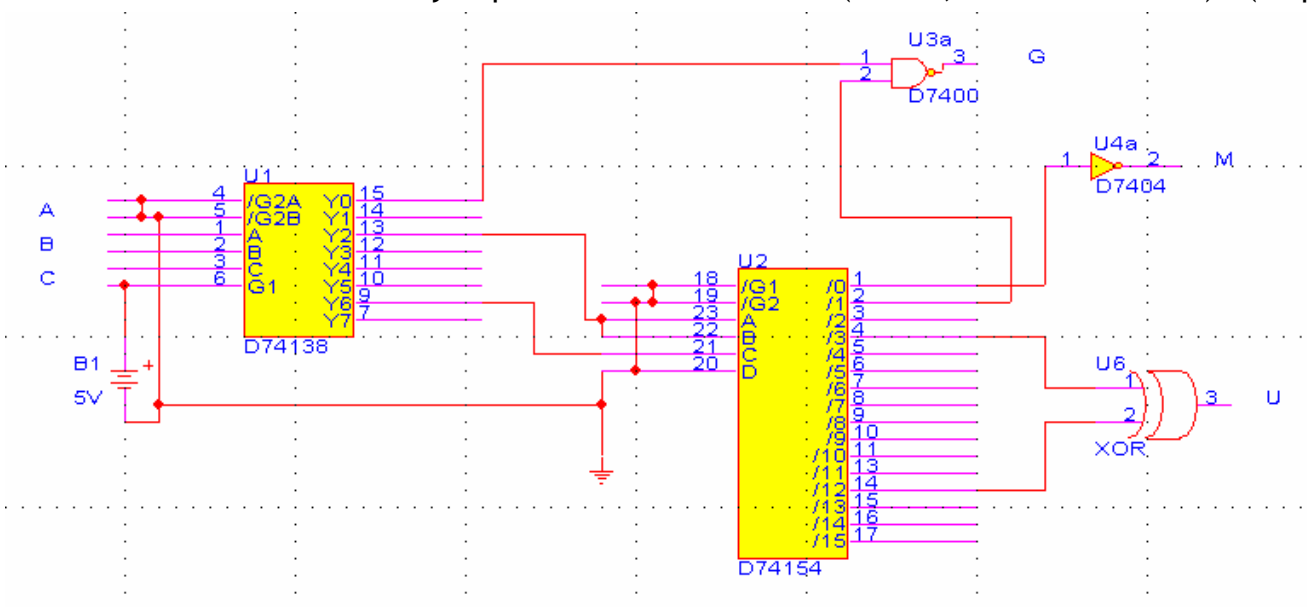 U3a
1 3 G
2
D7400
U4a
1 2 M
D7404
U1
A
B
C
4 /G2A Y0 15
5 /G2B Y1 14
1 A Y2 13
2 B Y3 12
3 C Y4 11
6 G1 Y5 10
Y6 9
Y7 7
D74138
B1 +
5V
U2
18 /G1 /0 1
19 /G2 /1 2
23 A /2 3
22 B /3 4
21 C /4 5
20 D /5 6
/6 7
/7 8
/8 9
/9 10
/10 11
/11 13
/12 14
/13 15
/14 16
/15 17
D74154
U6
1
3 U
2
XOR